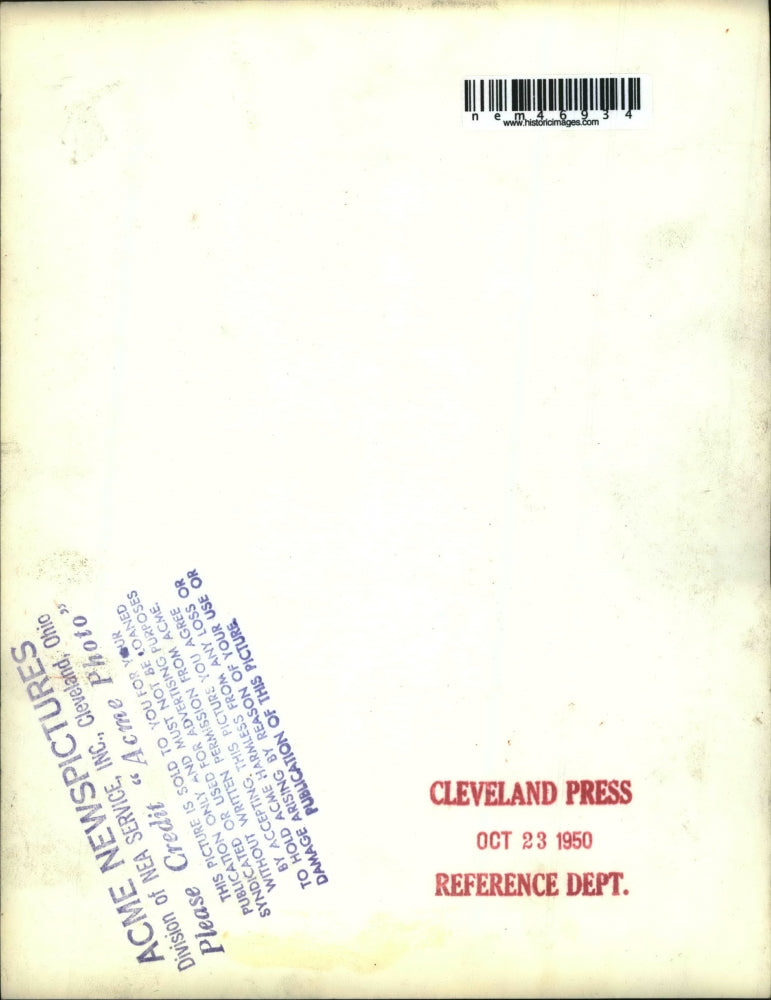 nem46934
www.historicimages.com
ACME NEWSPICTURES
Division of NEA SERVICE, INC., Cleveland, Ohio
Please Credit "Acme Photo"
THIS PICTURE IS SOLD TO YOU FOR YOUR
PUBLICATION ONLY AND MUST NOT BE LOANED
SYNDICATED OR USED FOR ADVERTISING PURPOSES
WITHOUT WRITTEN PERMISSION FROM ACME.
BY ACCEPTING THIS PICTURE YOU AGREE
TO HOLD ACME HARMLESS FROM ANY LOSS OR
DAMAGE ARISING BY REASON OF YOUR USE OR
PUBLICATION OF THIS PICTURE.
CLEVELAND PRESS
OCT 23 1950
REFERENCE DEPT.